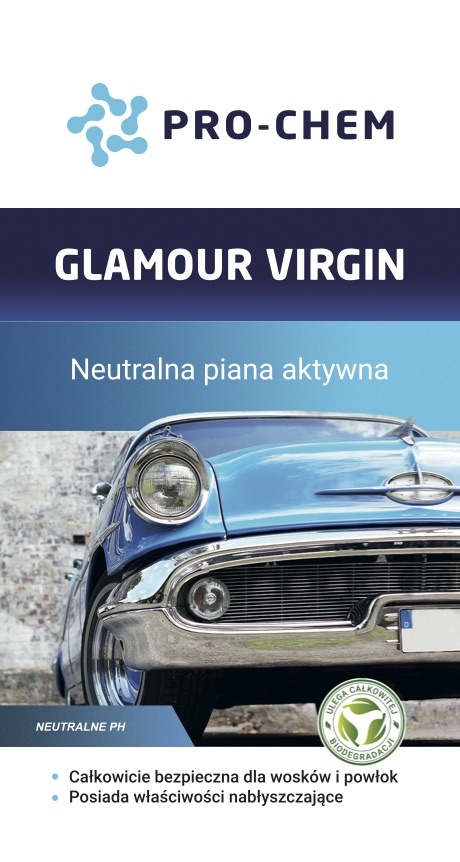 PRO-CHEM
GLAMOUR VIRGIN
Neutralna piana aktywna
D
NEUTRALNE PH
ULEGA CAŁKOWITEJ
BIODEGRADACJI
Całkowicie bezpieczna dla wosków i powłok
Posiada właściwości nabłyszczające